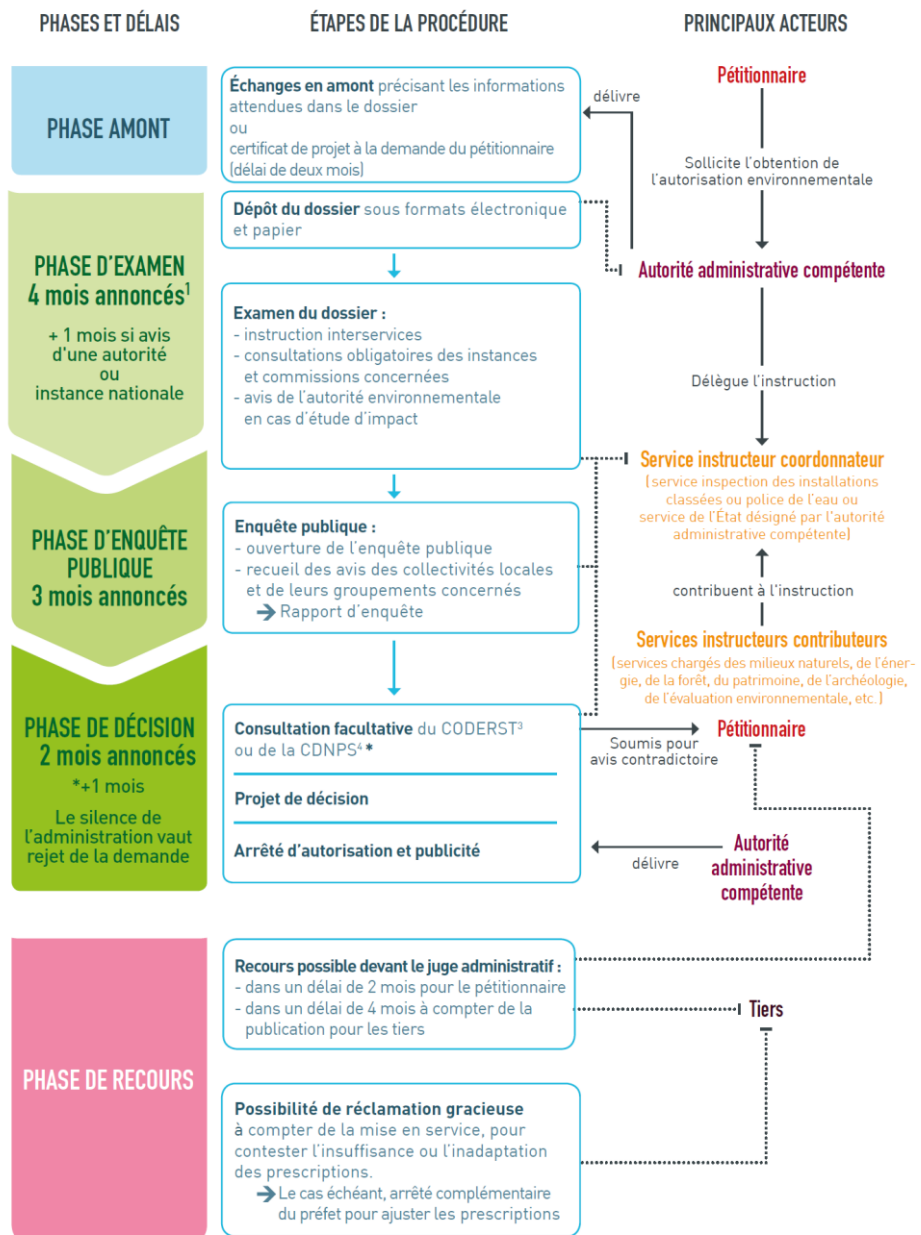 PHASES ET DÉLAIS
ÉTAPES DE LA PROCÉDURE
PRINCIPAUX ACTEURS
PHASE AMONT
Échanges en amont précisant les informations
attendues dans le dossier
ou
certificat de projet à la demande du pétitionnaire
(délai de deux mois)
délivre
Pétitionnaire
Sollicite l'obtention de
l'autorisation environnementale
PHASE D'EXAMEN
4 mois annoncés¹
+ 1 mois si avis
d'une autorité
ou
instance nationale
Dépôt du dossier sous formats électronique
et papier
Autorité administrative compétente
Examen du dossier :
- instruction interservices
- consultations obligatoires des instances
et commissions concernées
- avis de l'autorité environnementale
en cas d'étude d'impact
Délègue l'instruction
Service instructeur coordonnateur
(service inspection des installations
classées ou police de l'eau ou
service de l'État désigné par l'autorité
administrative compétente)
PHASE D'ENQUÊTE
PUBLIQUE
3 mois annoncés
Enquête publique :
- ouverture de l'enquête publique
- recueil des avis des collectivités locales
et de leurs groupements concernés
→ Rapport d'enquête
contribuent à l'instruction
Services instructeurs contributeurs
(services chargés des milieux naturels, de l'éner-
gie, de la forêt, du patrimoine, de l'archéologie,
de l'évaluation environnementale, etc.)
PHASE DE DÉCISION
2 mois annoncés
*+1 mois
Le silence de
l'administration vaut
rejet de la demande
Consultation facultative du CODERST³
ou de la CDNPS⁴ *
Projet de décision
Arrêté d'autorisation et publicité
Soumis pour
avis contradictoire
Pétitionnaire
délivre
Autorité
administrative
compétente
PHASE DE RECOURS
Recours possible devant le juge administratif :
- dans un délai de 2 mois pour le pétitionnaire
- dans un délai de 4 mois à compter de la
publication pour les tiers
Tiers
Possibilité de réclamation gracieuse
à compter de la mise en service, pour
contester l'insuffisance ou l'inadaptation
des prescriptions.
→ Le cas échéant, arrêté complémentaire
du préfet pour ajuster les prescriptions